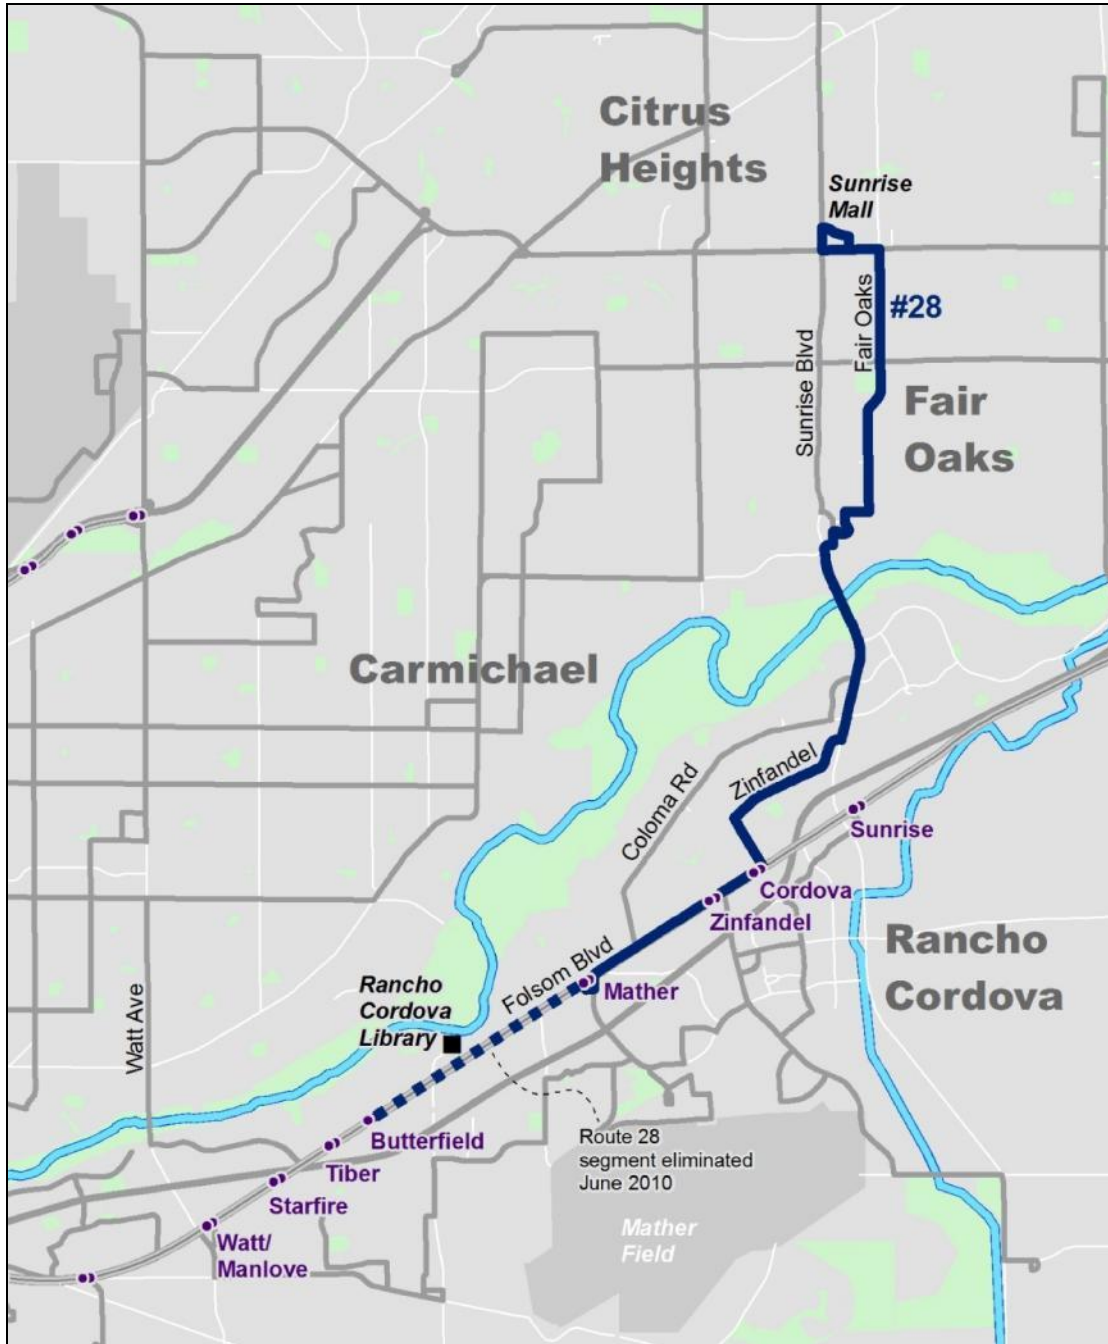 Citrus
Heights
Sunrise
Mall
#28
Fair Oaks
Sunrise Blvd
Fair
Oaks
Carmichael
Zinfandel
Coloma Rd
Sunrise
Cordova
Zinfandel
Rancho
Cordova
Folsom Blvd
Mather
Rancho
Cordova
Library
Watt Ave
Butterfield
Route 28
segment eliminated
June 2010
Tiber
Starfire
Mather
Field
Watt/
Manlove